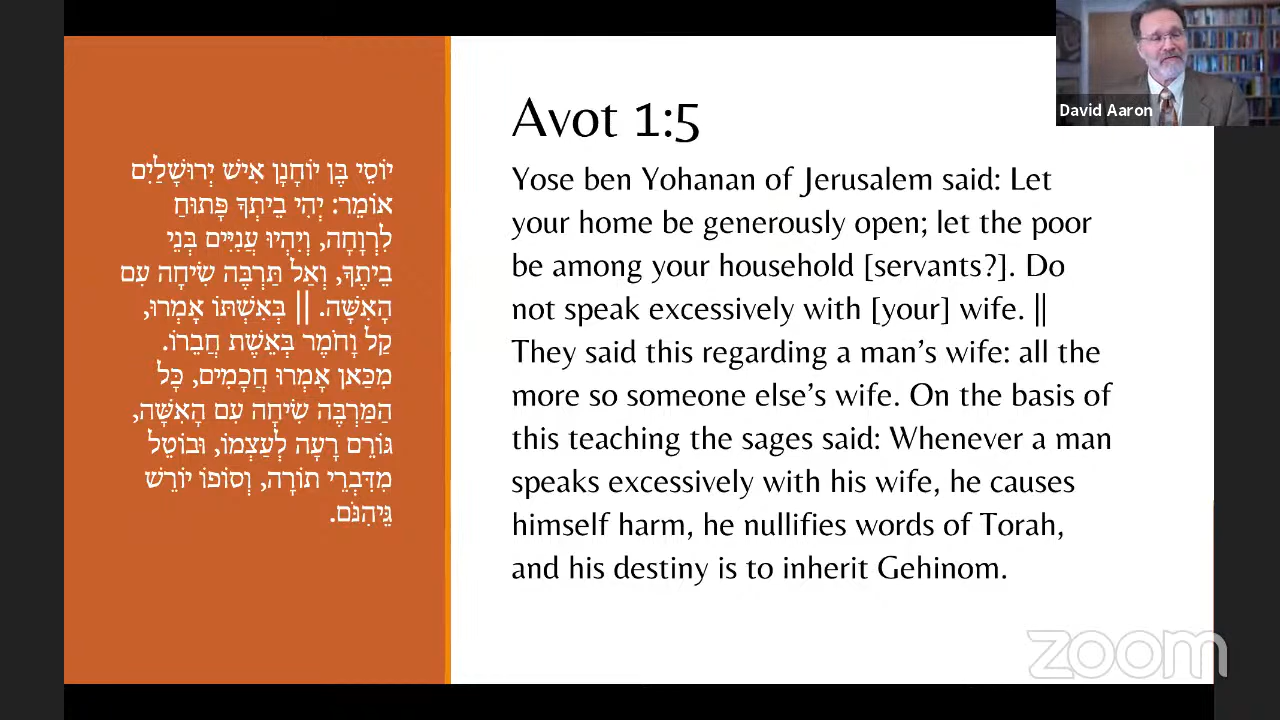 Avot 1:5
Yose ben Yohanan of Jerusalem said: Let
your home be generously open; let the poor
be among your household [servants?]. Do
not speak excessively with [your] wife. ||
They said this regarding a man's wife: all the
more so someone else's wife. On the basis of
this teaching the sages said: Whenever a man
speaks excessively with his wife, he causes
himself harm, he nullifies words of Torah,
and his destiny is to inherit Gehinom.
יוֹסֵי בֶּן יוֹחָנָן אִישׁ יְרוּשָׁלַיִם
אוֹמֵר: יְהִי בֵיתְךָ פָּתוּחַ
לִרְוָחָה, וְיִהְיוּ עֲנִיִּים בְּנֵי
בֵיתֶךָ, וְאַל תַּרְבֶּה שִׂיחָה עִם
הָאִשָּׁה. || בְּאִשְׁתּוֹ אָמְרוּ,
קַל וָחֹמֶר בְּאֵשֶׁת חֲבֵרוֹ.
מִכַּאן אָמְרוּ חֲכָמִים, כָּל
הַמַּרְבֶּה שִׂיחָה עִם הָאִשָּׁה,
גּוֹרֵם רָעָה לְעַצְמוֹ, וּבוֹטֵל
מִדִּבְרֵי תוֹרָה, וְסוֹפוֹ יוֹרֵשׁ
גֵּיהִנֹּם.
David Aaron
zoom